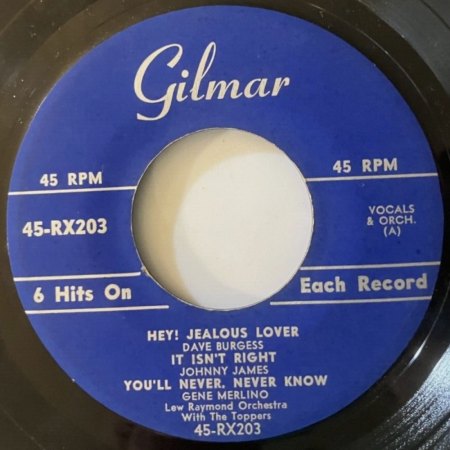 Gilmar
45 RPM 45 RPM
45-RX203
VOCALS
& ORCH.
(A)
6 Hits On Each Record
HEY! JEALOUS LOVER
DAVE BURGESS
IT ISN'T RIGHT
JOHNNY JAMES
YOU'LL NEVER, NEVER KNOW
GENE MERLINO
Lew Raymond Orchestra
With The Toppers
45-RX203